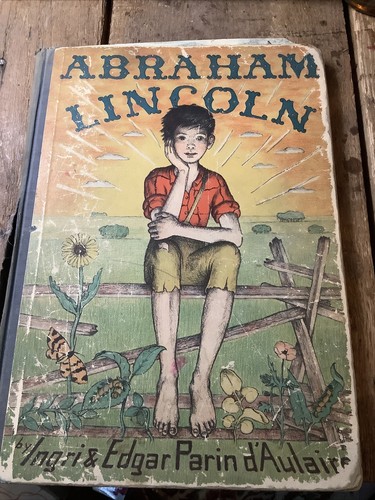 ABRAHAM
LINCOLN
by Ingri & Edgar Parin d'Aulaire